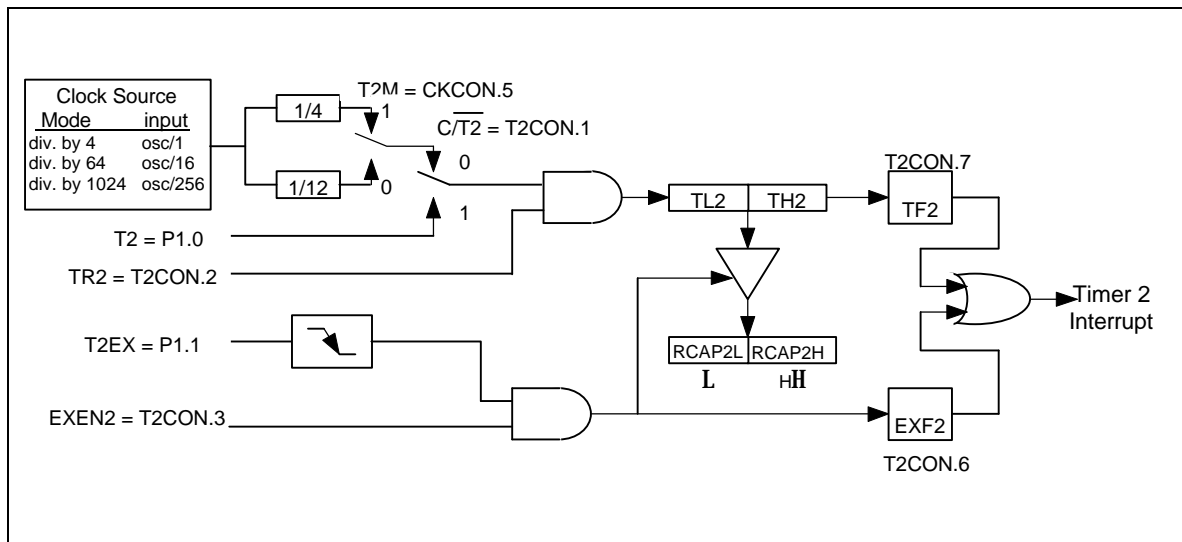 Clock Source
Mode input
div. by 4 osc/1
div. by 64 osc/16
div. by 1024 osc/256
1/4
1/12
T2M = CKCON.5
1
0
C/T2 = T2CON.1
0
1
T2 = P1.0
TR2 = T2CON.2
TL2 TH2
T2CON.7
TF2
Timer 2
Interrupt
T2EX = P1.1
RCAP2L RCAP2H
L HH
EXEN2 = T2CON.3
EXF2
T2CON.6